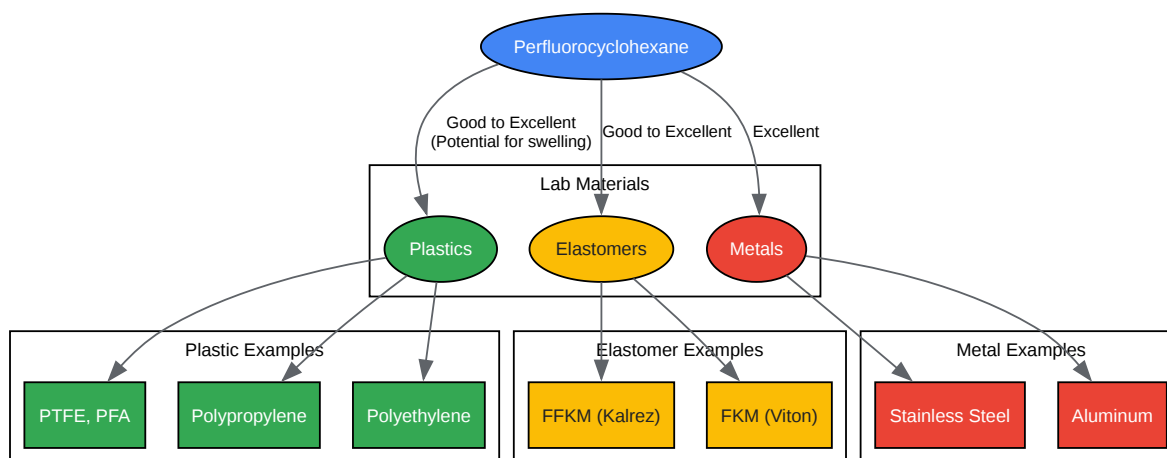 Perfluorocyclohexane
Good to Excellent
(Potential for swelling)
Good to Excellent
Excellent
Lab Materials
Plastics
Elastomers
Metals
Plastic Examples
Elastomer Examples
Metal Examples
PTFE, PFA
Polypropylene
Polyethylene
FFKM (Kalrez)
FKM (Viton)
Stainless Steel
Aluminum